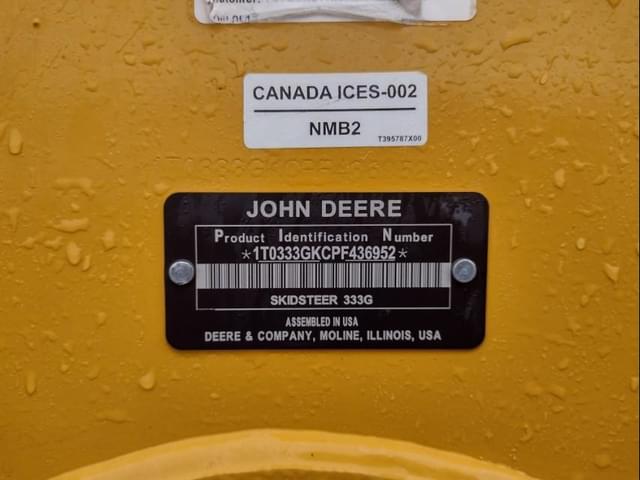 CANADA ICES-002
NMB2
T395787X00
JOHN DEERE
Product Identification Number
*1T0333GKCPF436952*
SKIDSTEER 333G
ASSEMBLED IN USA
DEERE & COMPANY, MOLINE, ILLINOIS, USA